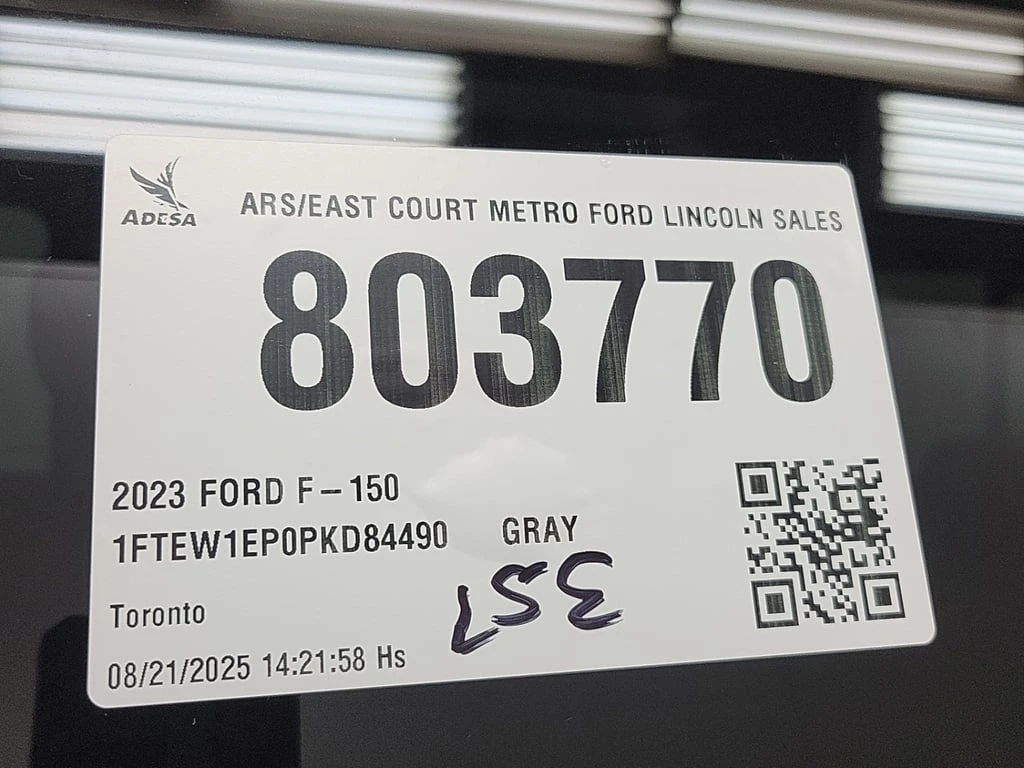 ADESA
ARS/EAST COURT METRO FORD LINCOLN SALES
803770
2023 FORD F-150
1FTEW1EP0PKD84490 GRAY
Toronto
08/21/2025 14:21:58 Hs